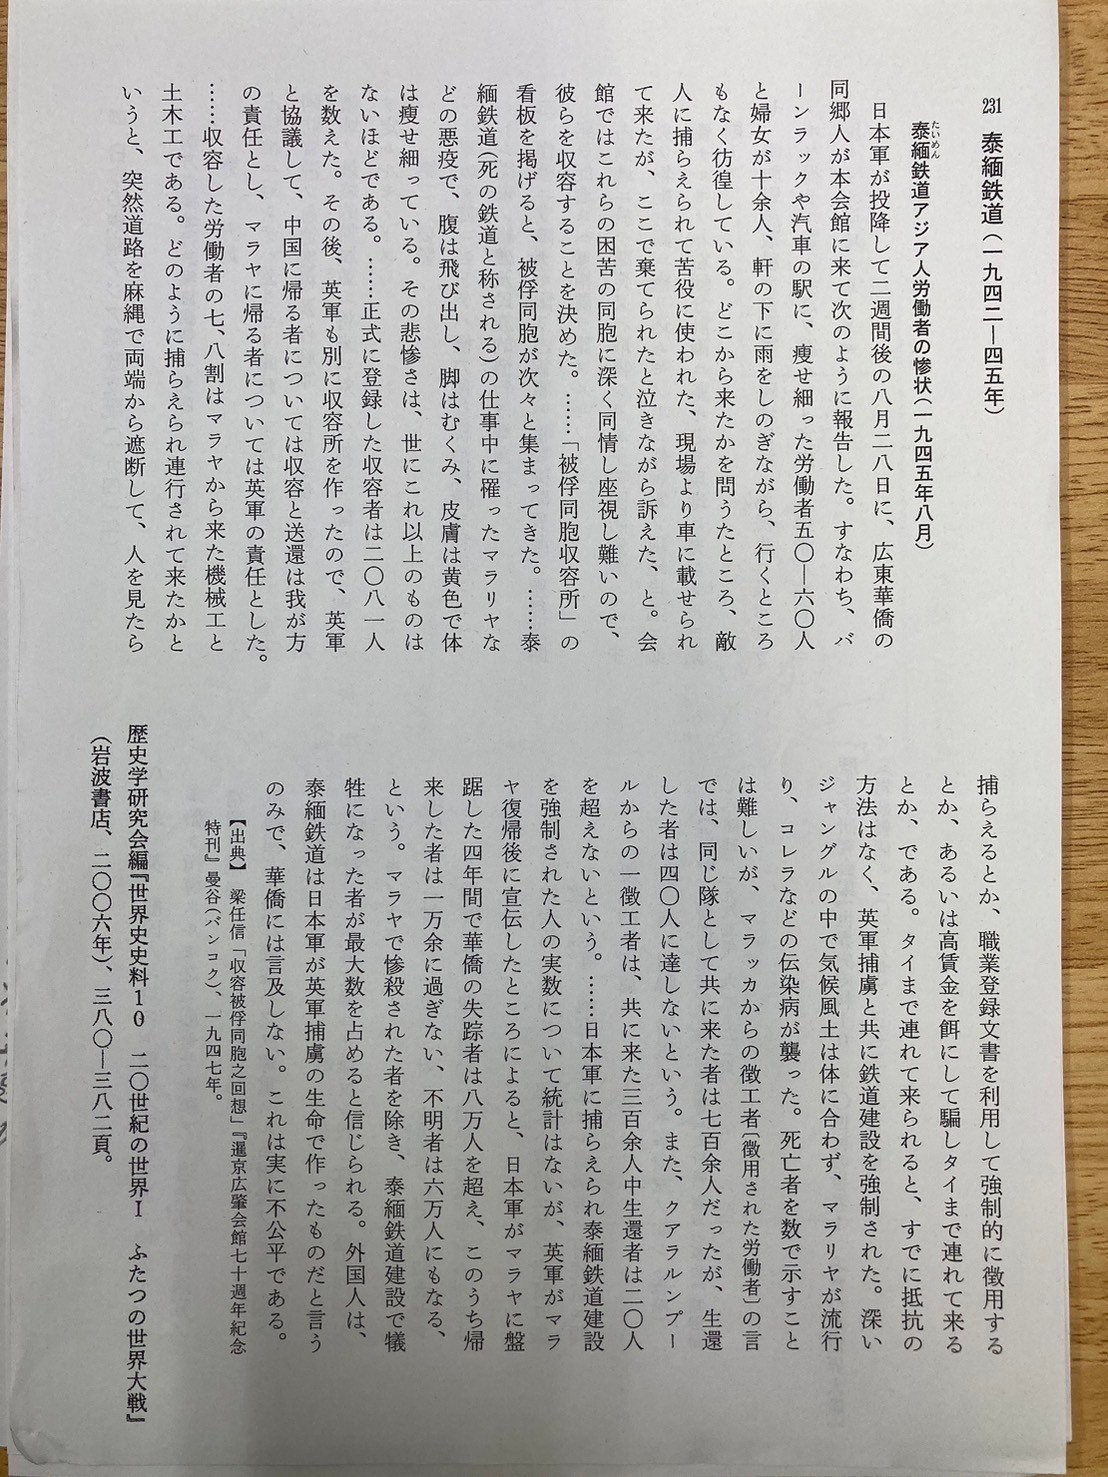 231 泰緬鉄道(一九四二―四五年)
泰緬鉄道アジア人労働者の惨状(一九四五年八月)
たいめん
日本軍が投降して二週間後の八月二八日に、広東華僑の
同郷人が本会館に来て次のように報告した。すなわち、バ
ーンラックや汽車の駅に、痩せ細った労働者五〇―六〇人
と婦女が十余人、軒の下に雨をしのぎながら、行くところ
もなく彷徨している。どこから来たかを問うたところ、敵
人に捕らえられて苦役に使われた、現場より車に載せられ
て来たが、ここで棄てられたと泣きながら訴えた、と。会
館ではこれらの困苦の同胞に深く同情し座視し難いので、
彼らを収容することを決めた。……「被俘同胞収容所」の
看板を掲げると、被俘同胞が次々と集まってきた。……泰
緬鉄道(死の鉄道と称される)の仕事中に罹ったマラリヤな
どの悪疫で、腹は飛び出し、脚はむくみ、皮膚は黄色で体
は痩せ細っている。その悲惨さは、世にこれ以上のものは
ないほどである。……正式に登録した収容者は二〇八一人
を数えた。その後、英軍も別に収容所を作ったので、英軍
と協議して、中国に帰る者については収容と送還は我が方
の責任とし、マラヤに帰る者については英軍の責任とした。
……収容した労働者の七、八割はマラヤから来た機械工と
土木工である。どのように捕らえられ連行されて来たかと
いうと、突然道路を麻縄で両端から遮断して、人を見たら
捕らえるとか、職業登録文書を利用して強制的に徴用する
とか、あるいは高賃金を餌にして騙しタイまで連れて来る
とか、である。タイまで連れて来られると、すでに抵抗の
方法はなく、英軍捕虜と共に鉄道建設を強制された。深い
ジャングルの中で気候風土は体に合わず、マラリヤが流行
り、コレラなどの伝染病が襲った。死亡者を数で示すこと
は難しいが、マラッカからの徴工者〔徴用された労働者〕の言
では、同じ隊として共に来た者は七百余人だったが、生還
した者は四〇人に達しないという。また、クアラルンプー
ルからの一徴工者は、共に来た三百余人中生還者は二〇人
を超えないという。……日本軍に捕らえられ泰緬鉄道建設
を強制された人の実数について統計はないが、英軍がマラ
ヤ復帰後に宣伝したところによると、日本軍がマラヤに盤
踞した四年間で華僑の失踪者は八万人を超え、このうち帰
来した者は一万余に過ぎない、不明者は六万人にもなる、
という。マラヤで惨殺された者を除き、泰緬鉄道建設で犠
牲になった者が最大数を占めると信じられる。外国人は、
泰緬鉄道は日本軍が英軍捕虜の生命で作ったものだと言う
のみで、華僑には言及しない。これは実に不公平である。
【出典】 梁任信「収容被俘同胞之回想」『暹京広肇会館七十週年紀念
特刊』曼谷(バンコク)、一九四七年。
歴史学研究会編『世界史史料10 二〇世紀の世界Ⅰ ふたつの世界大戦』
(岩波書店、二〇〇六年)、三八〇―三八二頁。